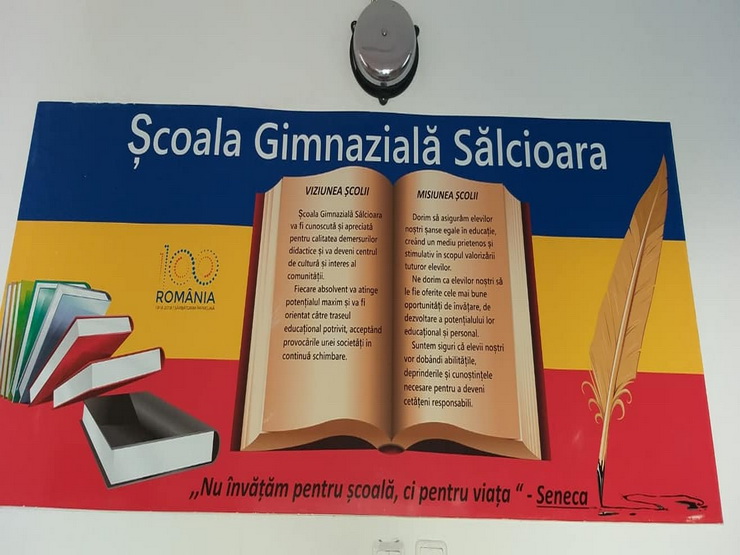 Școala Gimnazială Sălcioara
VIZIUNEA ȘCOLII
Școala Gimnazială Sălcioara
va fi cunoscută și apreciată
pentru calitatea demersurilor
didactice și va deveni centrul
de cultură și interes al
comunității.
Fiecare absolvent va atinge
potențialul maxim și va fi
orientat către traseul
educațional potrivit, acceptând
provocările unei societăți in
continuă schimbare.
MISIUNEA ȘCOLII
Dorim să asigurăm elevilor
noștri șanse egale in educație,
creând un mediu prietenos și
stimulativ in scopul valorizării
tuturor elevilor.
Ne dorim ca elevilor noștri să
le fie oferite cele mai bune
oportunități de învățare, de
dezvoltare a potențialului lor
educațional și personal.
Suntem siguri că elevii noștri
vor dobândi abilitățile,
deprinderile și cunoștințele
necesare pentru a deveni
cetățeni responsabili.
100
ROMÂNIA
,,Nu învățăm pentru școală, ci pentru viața “ - Seneca